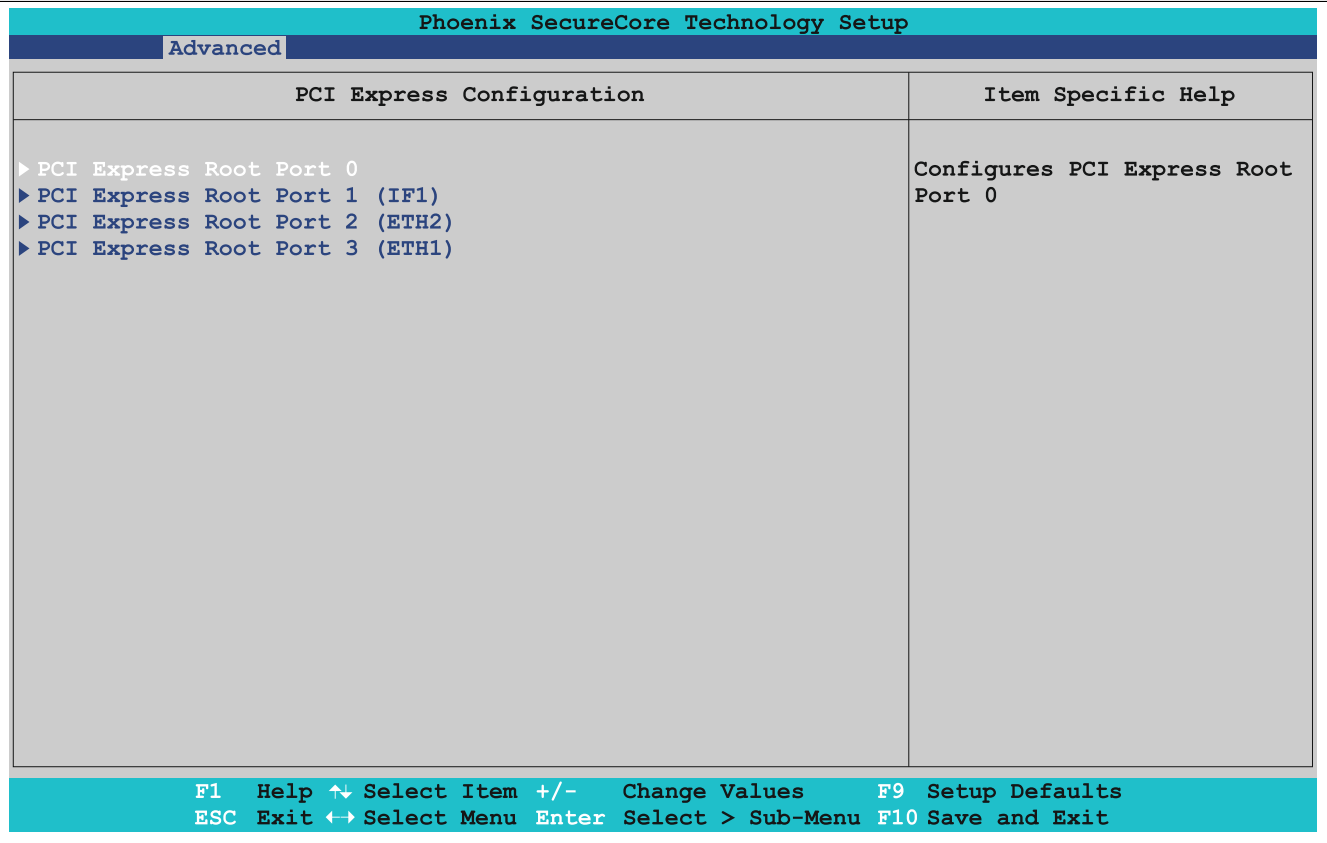 Phoenix SecureCore Technology Setup
Advanced
PCI Express Configuration
Item Specific Help
PCI Express Root Port 0
PCI Express Root Port 1 (IF1)
PCI Express Root Port 2 (ETH2)
PCI Express Root Port 3 (ETH1)
Configures PCI Express Root
Port 0
F1 Help ↑↓ Select Item +/- Change Values F9 Setup Defaults
ESC Exit ←→ Select Menu Enter Select > Sub-Menu F10 Save and Exit